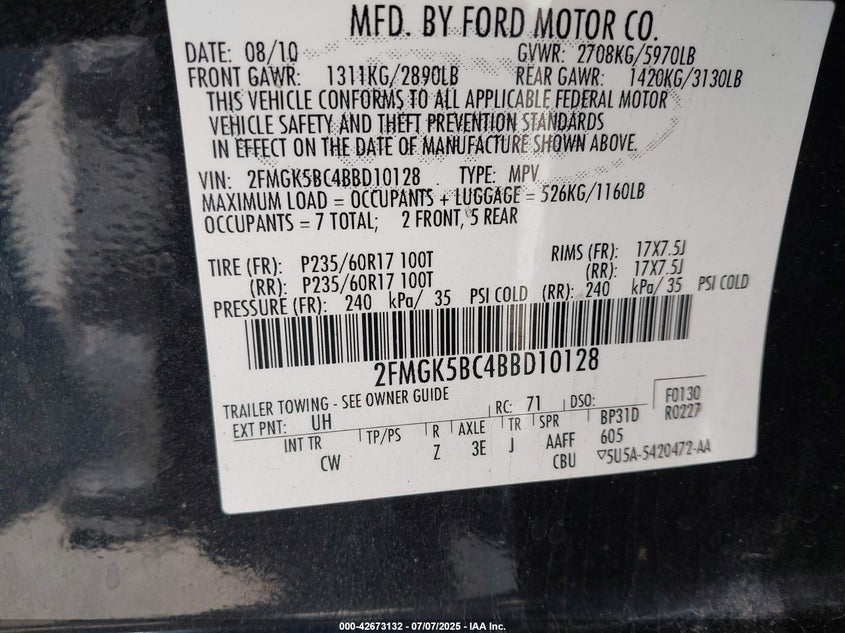 MFD. BY FORD MOTOR CO.
DATE: 08/10 GVWR: 2708KG/5970LB
FRONT GAWR: 1311KG/2890LB REAR GAWR: 1420KG/3130LB
THIS VEHICLE CONFORMS TO ALL APPLICABLE FEDERAL MOTOR
VEHICLE SAFETY AND THEFT PREVENTION STANDARDS
IN EFFECT ON THE DATE OF MANUFACTURE SHOWN ABOVE.
VIN: 2FMGK5BC4BBD10128 TYPE: MPV
MAXIMUM LOAD = OCCUPANTS + LUGGAGE = 526KG/1160LB
OCCUPANTS = 7 TOTAL; 2 FRONT, 5 REAR
TIRE (FR): P235/60R17 100T RIMS (FR): 17X7.5J
(RR): P235/60R17 100T (RR): 17X7.5J
PRESSURE (FR): 240 kPa/ 35 PSI COLD (RR): 240 kPa/ 35 PSI COLD
2FMGK5BC4BBD10128
TRAILER TOWING - SEE OWNER GUIDE
EXT PNT: UH RC: 71 DSO: F0130
R0227
INT TR TP/PS R AXLE TR SPR BP31D
CW Z 3E J AAFF 605
CBU ▽5U5A-5420472-AA
000-42673132 - 07/07/2025 - IAA Inc.